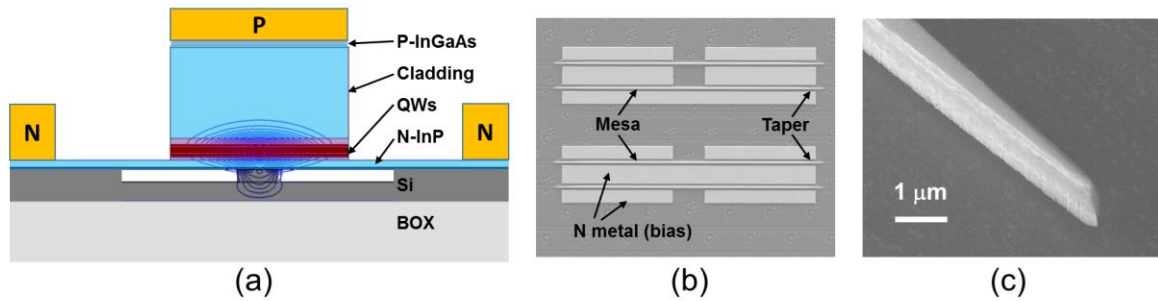 P
P-InGaAs
Cladding
QWs
N-InP
N
N
Si
BOX
(a)
Mesa
Taper
N metal (bias)
(b)
1 μm
(c)